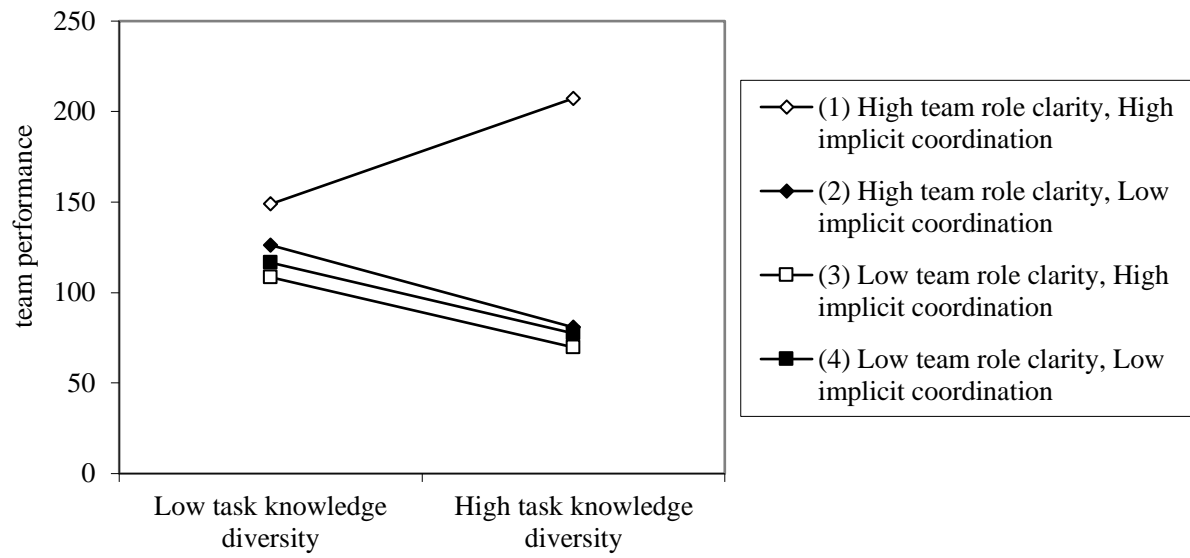 250
200
150
100
50
0
team performance
Low task knowledge
diversity
High task knowledge
diversity
(1) High team role clarity, High
implicit coordination
(2) High team role clarity, Low
implicit coordination
(3) Low team role clarity, High
implicit coordination
(4) Low team role clarity, Low
implicit coordination